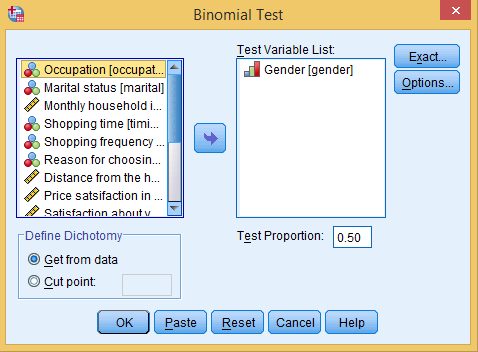 Binomial Test
Test Variable List:
Occupation [occupat...
Marital status [marital]
Monthly household i...
Shopping time [timi...
Shopping frequency ...
Reason for choosin...
Distance from the h...
Price satsifaction in ...
Satisfaction about v...
Gender [gender]
Exact...
Options...
Define Dichotomy
Get from data
Cut point:
Test Proportion: 0.50
OK Paste Reset Cancel Help